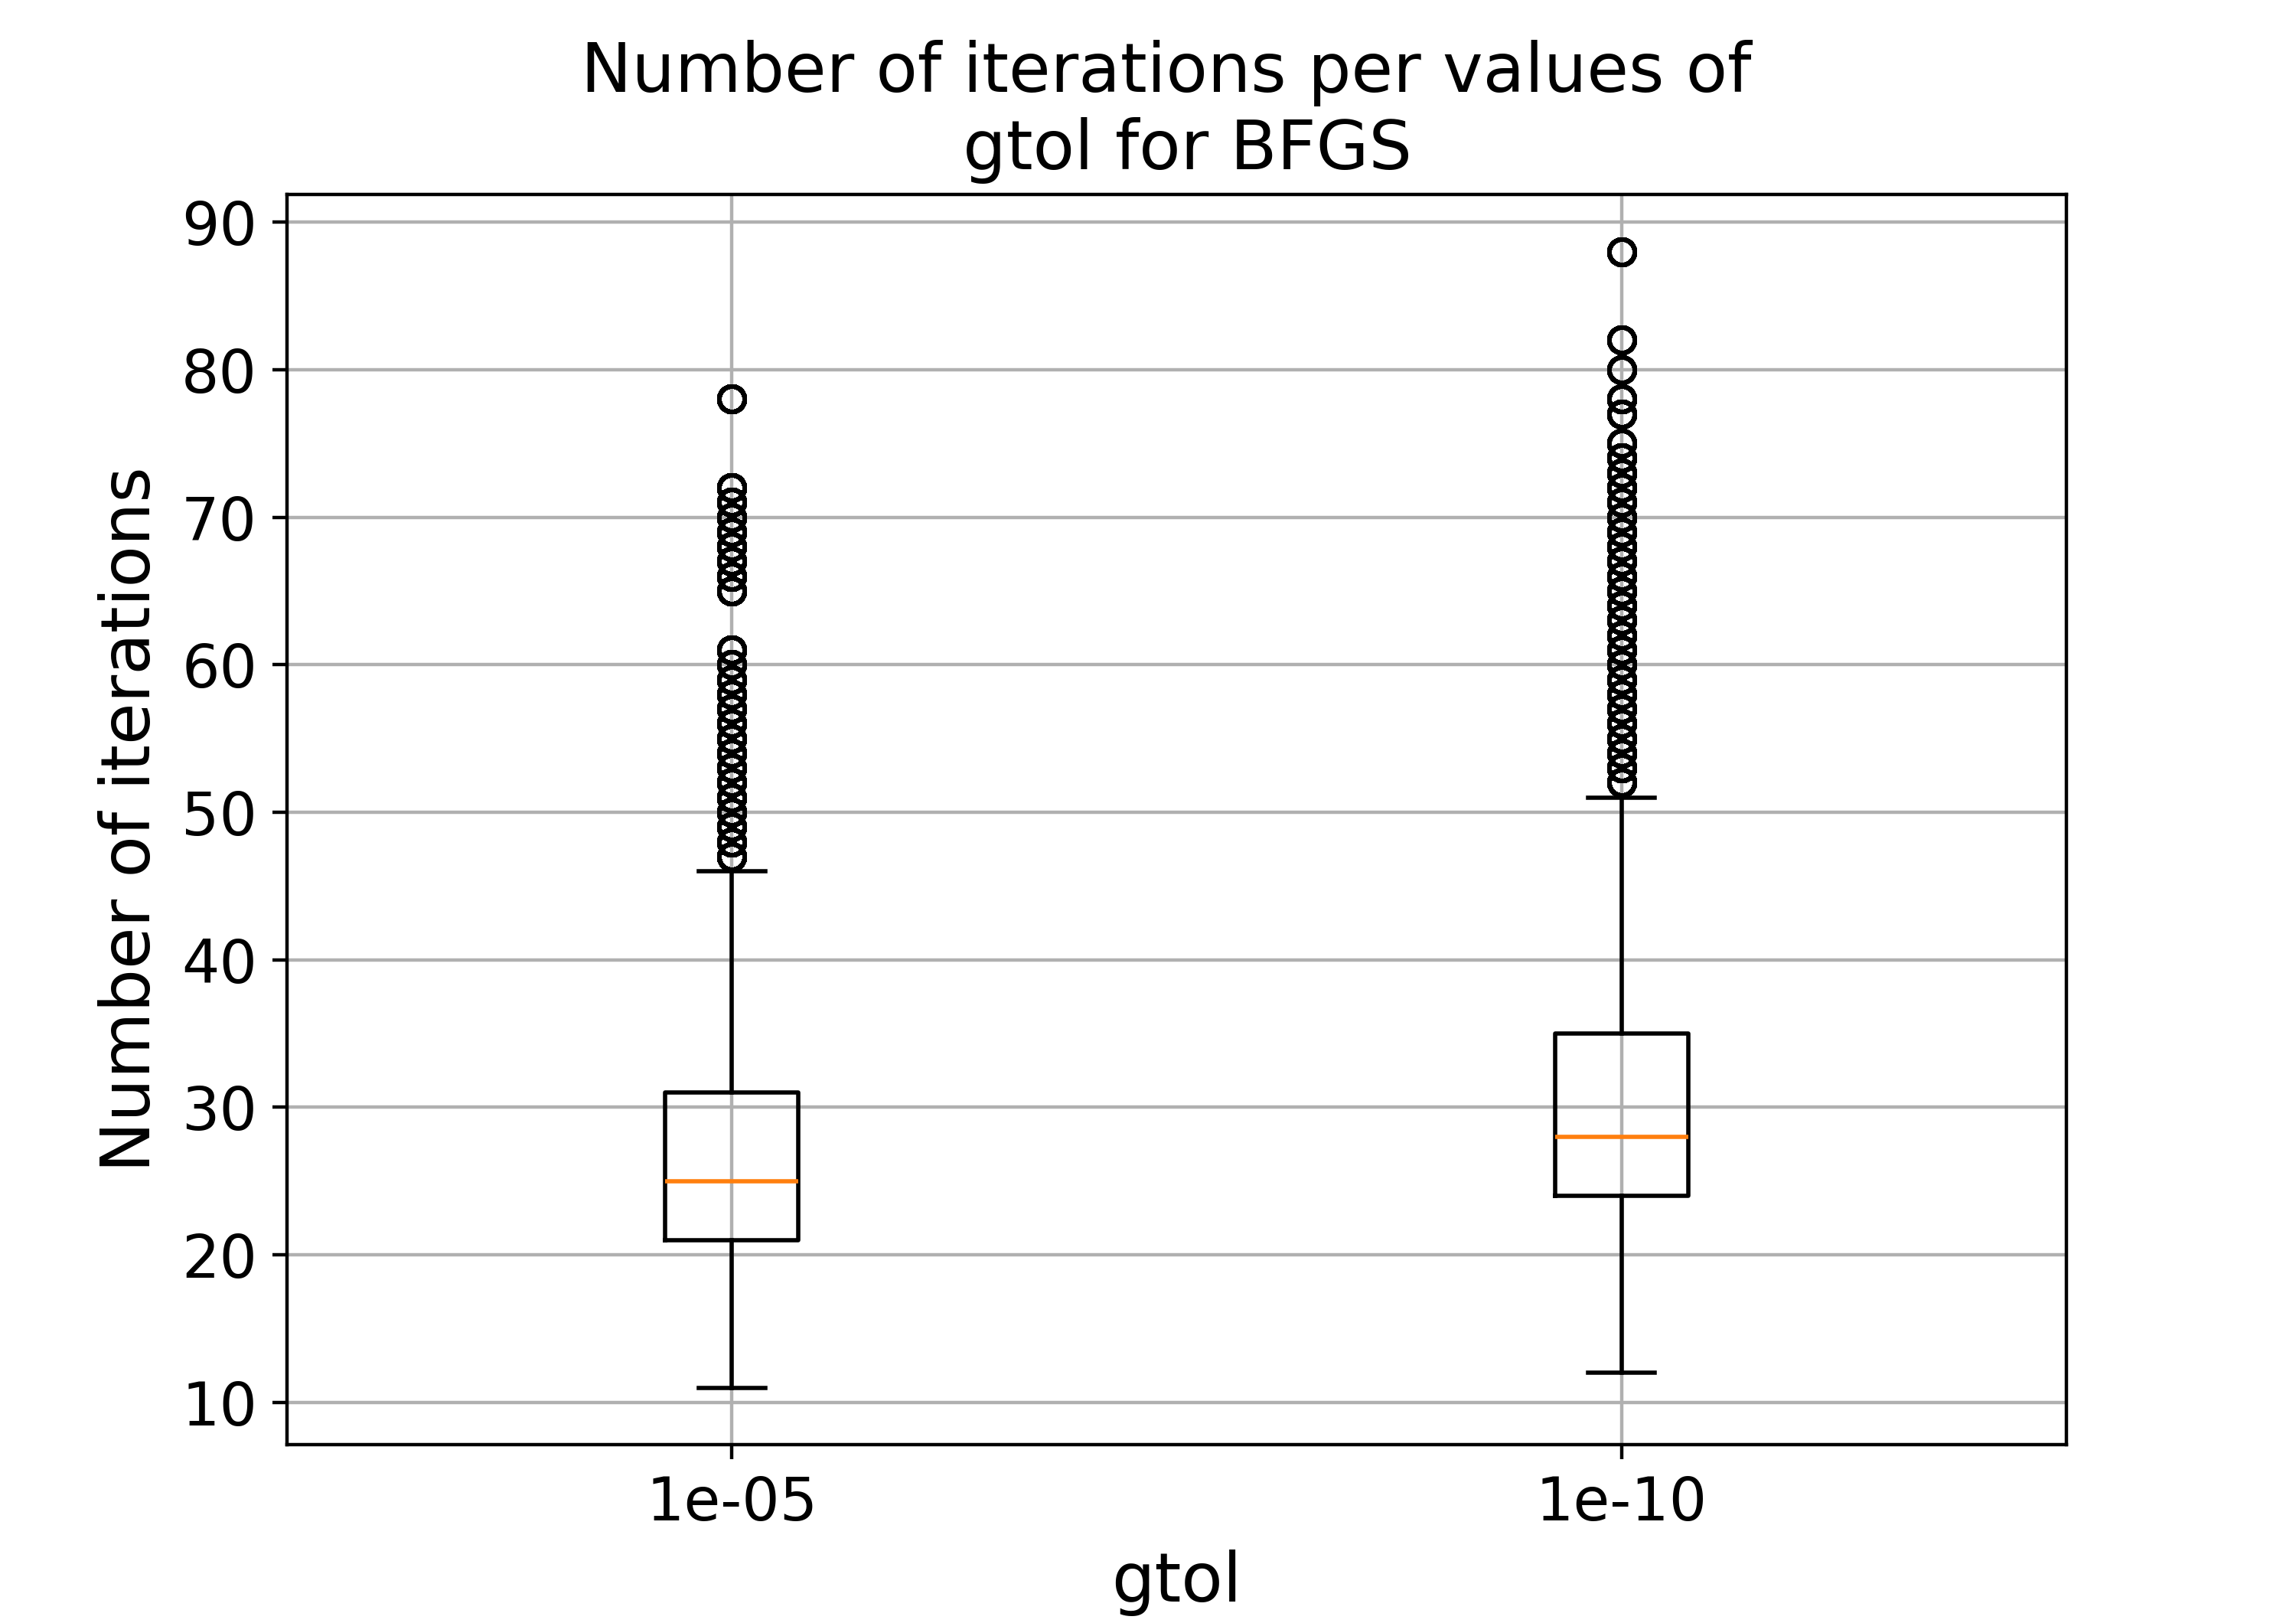 Number of iterations per values of
gtol for BFGS
Number of iterations
90
80
70
60
50
40
30
20
10
1e-05
1e-10
gtol